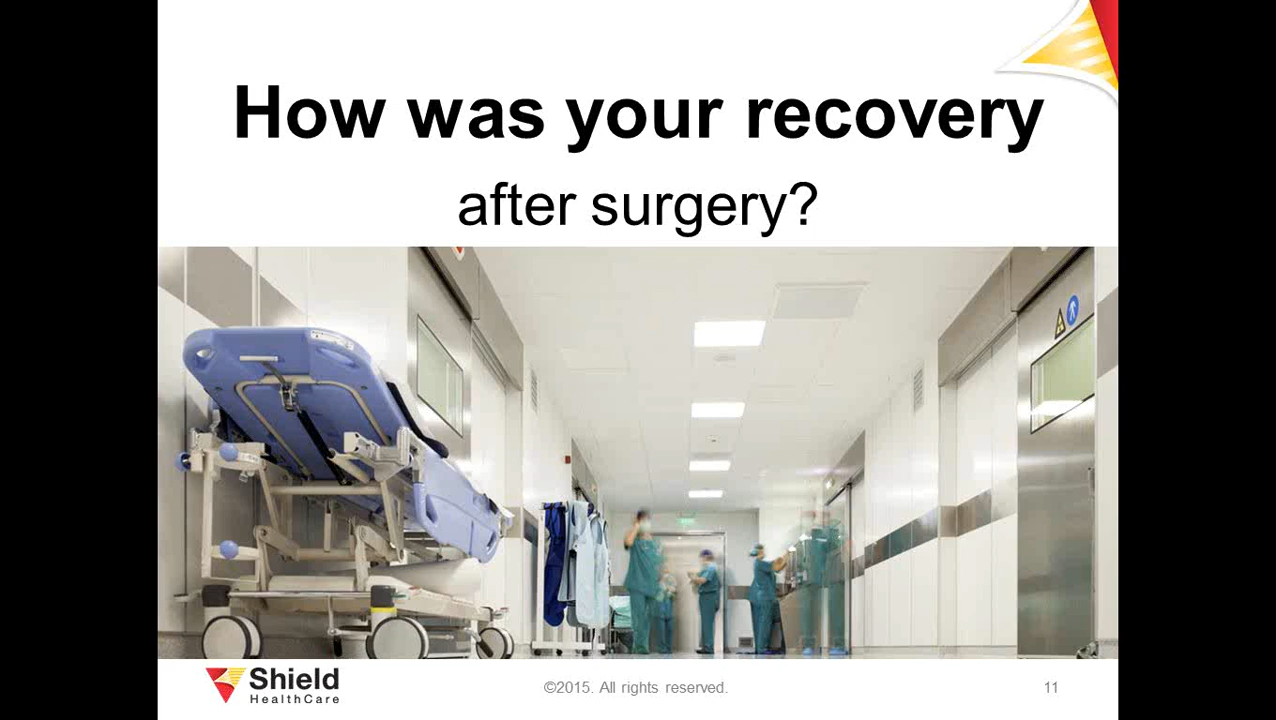 How was your recovery
after surgery?
Shield
HealthCare
©2015. All rights reserved.
11